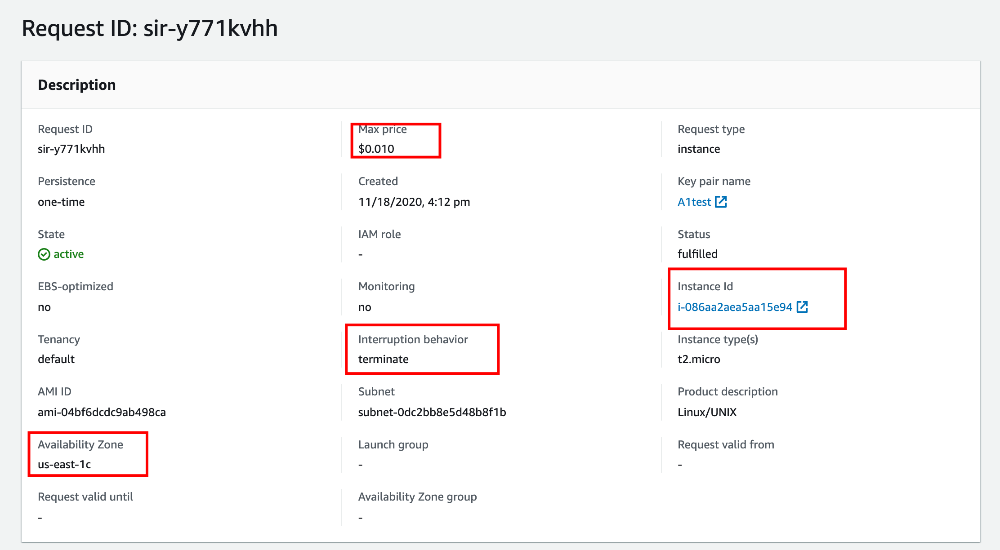 Request ID: sir-y771kvhh
Description
Request ID
sir-y771kvhh
Max price
$0.010
Request type
instance
Persistence
one-time
Created
11/18/2020, 4:12 pm
Key pair name
A1test
State
active
IAM role
-
Status
fulfilled
EBS-optimized
no
Monitoring
no
Instance Id
i-086aa2aea5aa15e94
Tenancy
default
Interruption behavior
terminate
Instance type(s)
t2.micro
AMI ID
ami-04bf6dcdc9ab498ca
Subnet
subnet-0dc2bb8e5d48b8f1b
Product description
Linux/UNIX
Availability Zone
us-east-1c
Launch group
-
Request valid from
-
Request valid until
-
Availability Zone group
-